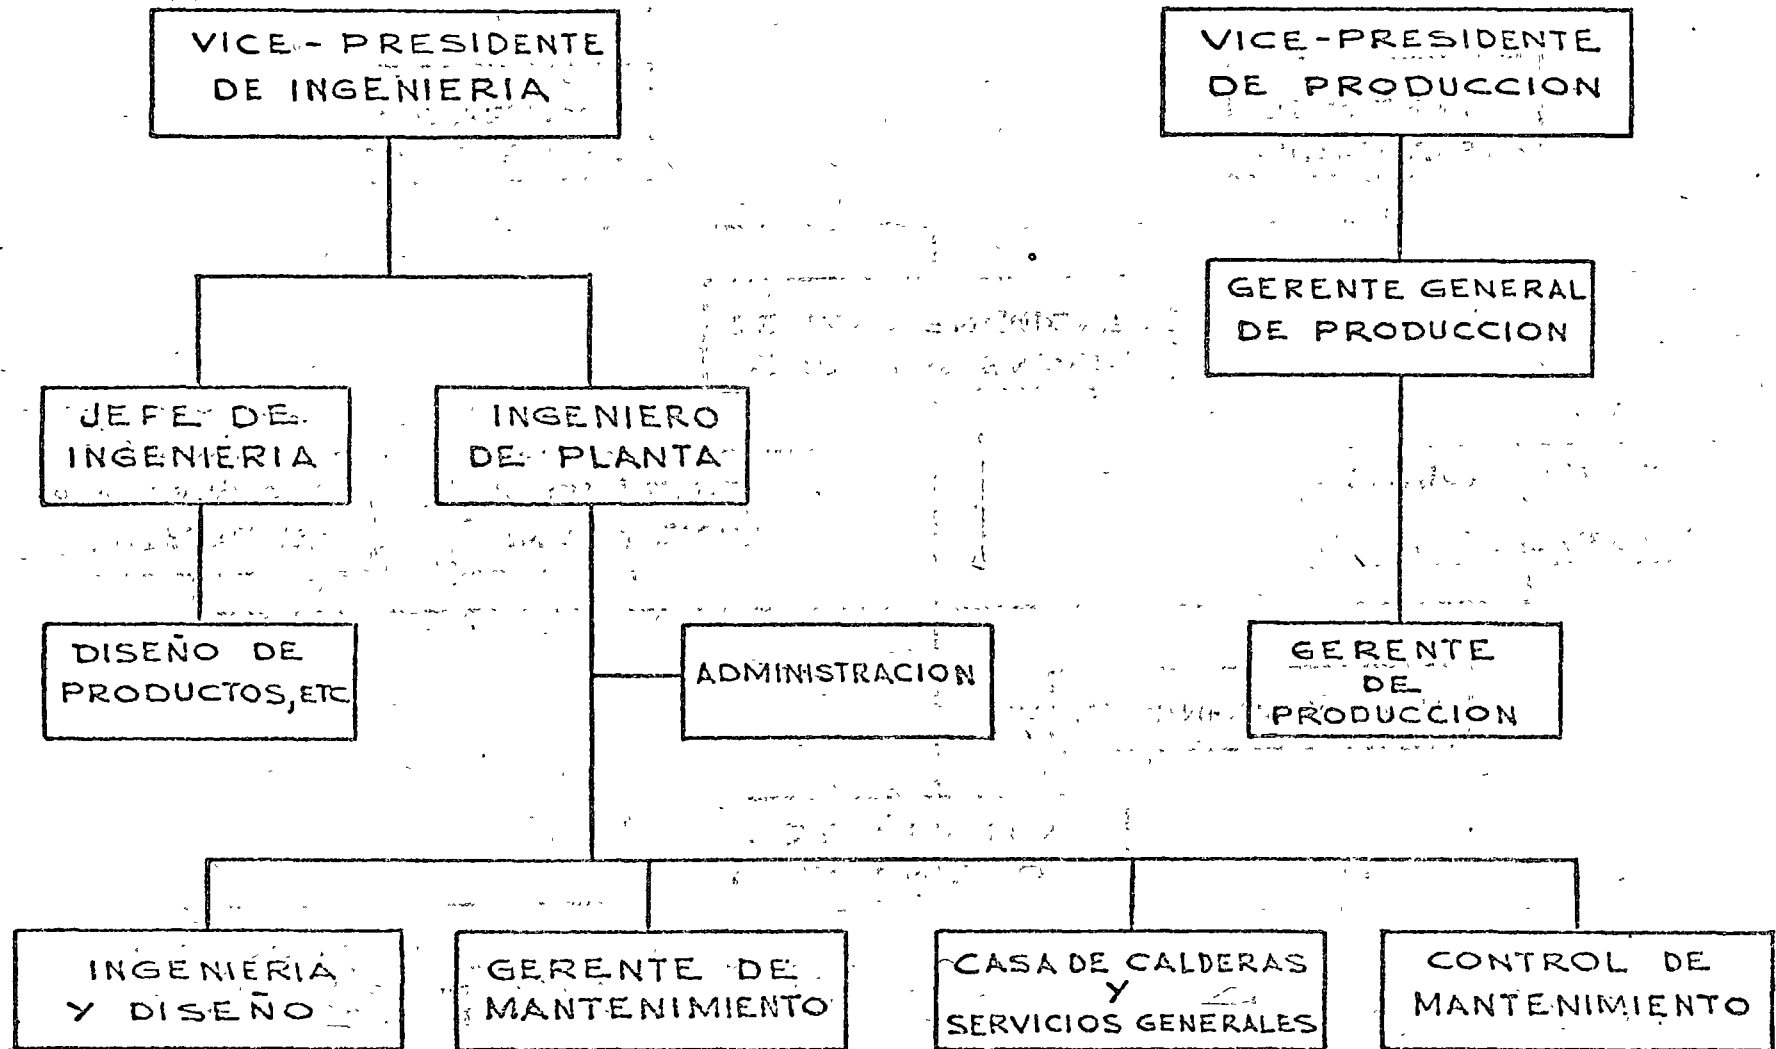 VICE - PRESIDENTE
DE INGENIERIA
VICE-PRESIDENTE
DE PRODUCCION
GERENTE GENERAL
DE PRODUCCION
JEFE DE
INGENIERIA
INGENIERO
DE PLANTA
DISEÑO DE
PRODUCTOS, ETC
ADMINISTRACION
GERENTE
DE
PRODUCCION
INGENIERIA
Y DISEÑO
GERENTE DE
MANTENIMIENTO
CASA DE CALDERAS
Y
SERVICIOS GENERALES
CONTROL DE
MANTENIMIENTO